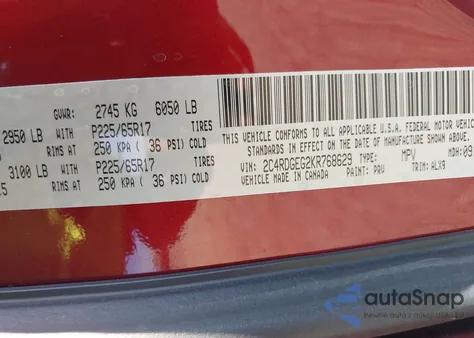 GVWR: 2745 KG 6050 LB
2950 LB WITH P225/65R17 TIRES
RIMS AT 250 KPA ( 36 PSI) COLD
3100 LB WITH P225/65R17 TIRES
RIMS AT 250 KPA ( 36 PSI) COLD
THIS VEHICLE CONFORMS TO ALL APPLICABLE U.S.A. FEDERAL MOTOR
STANDARDS IN EFFECT ON THE DATE OF MANUFACTURE SHOWN ABOVE.
VIN: 2C4RDGEG2KR768629 TYPE: MPV MDH: 09
VEHICLE MADE IN CANADA PAINT: PRV TRIM: ALX9
autoSnap